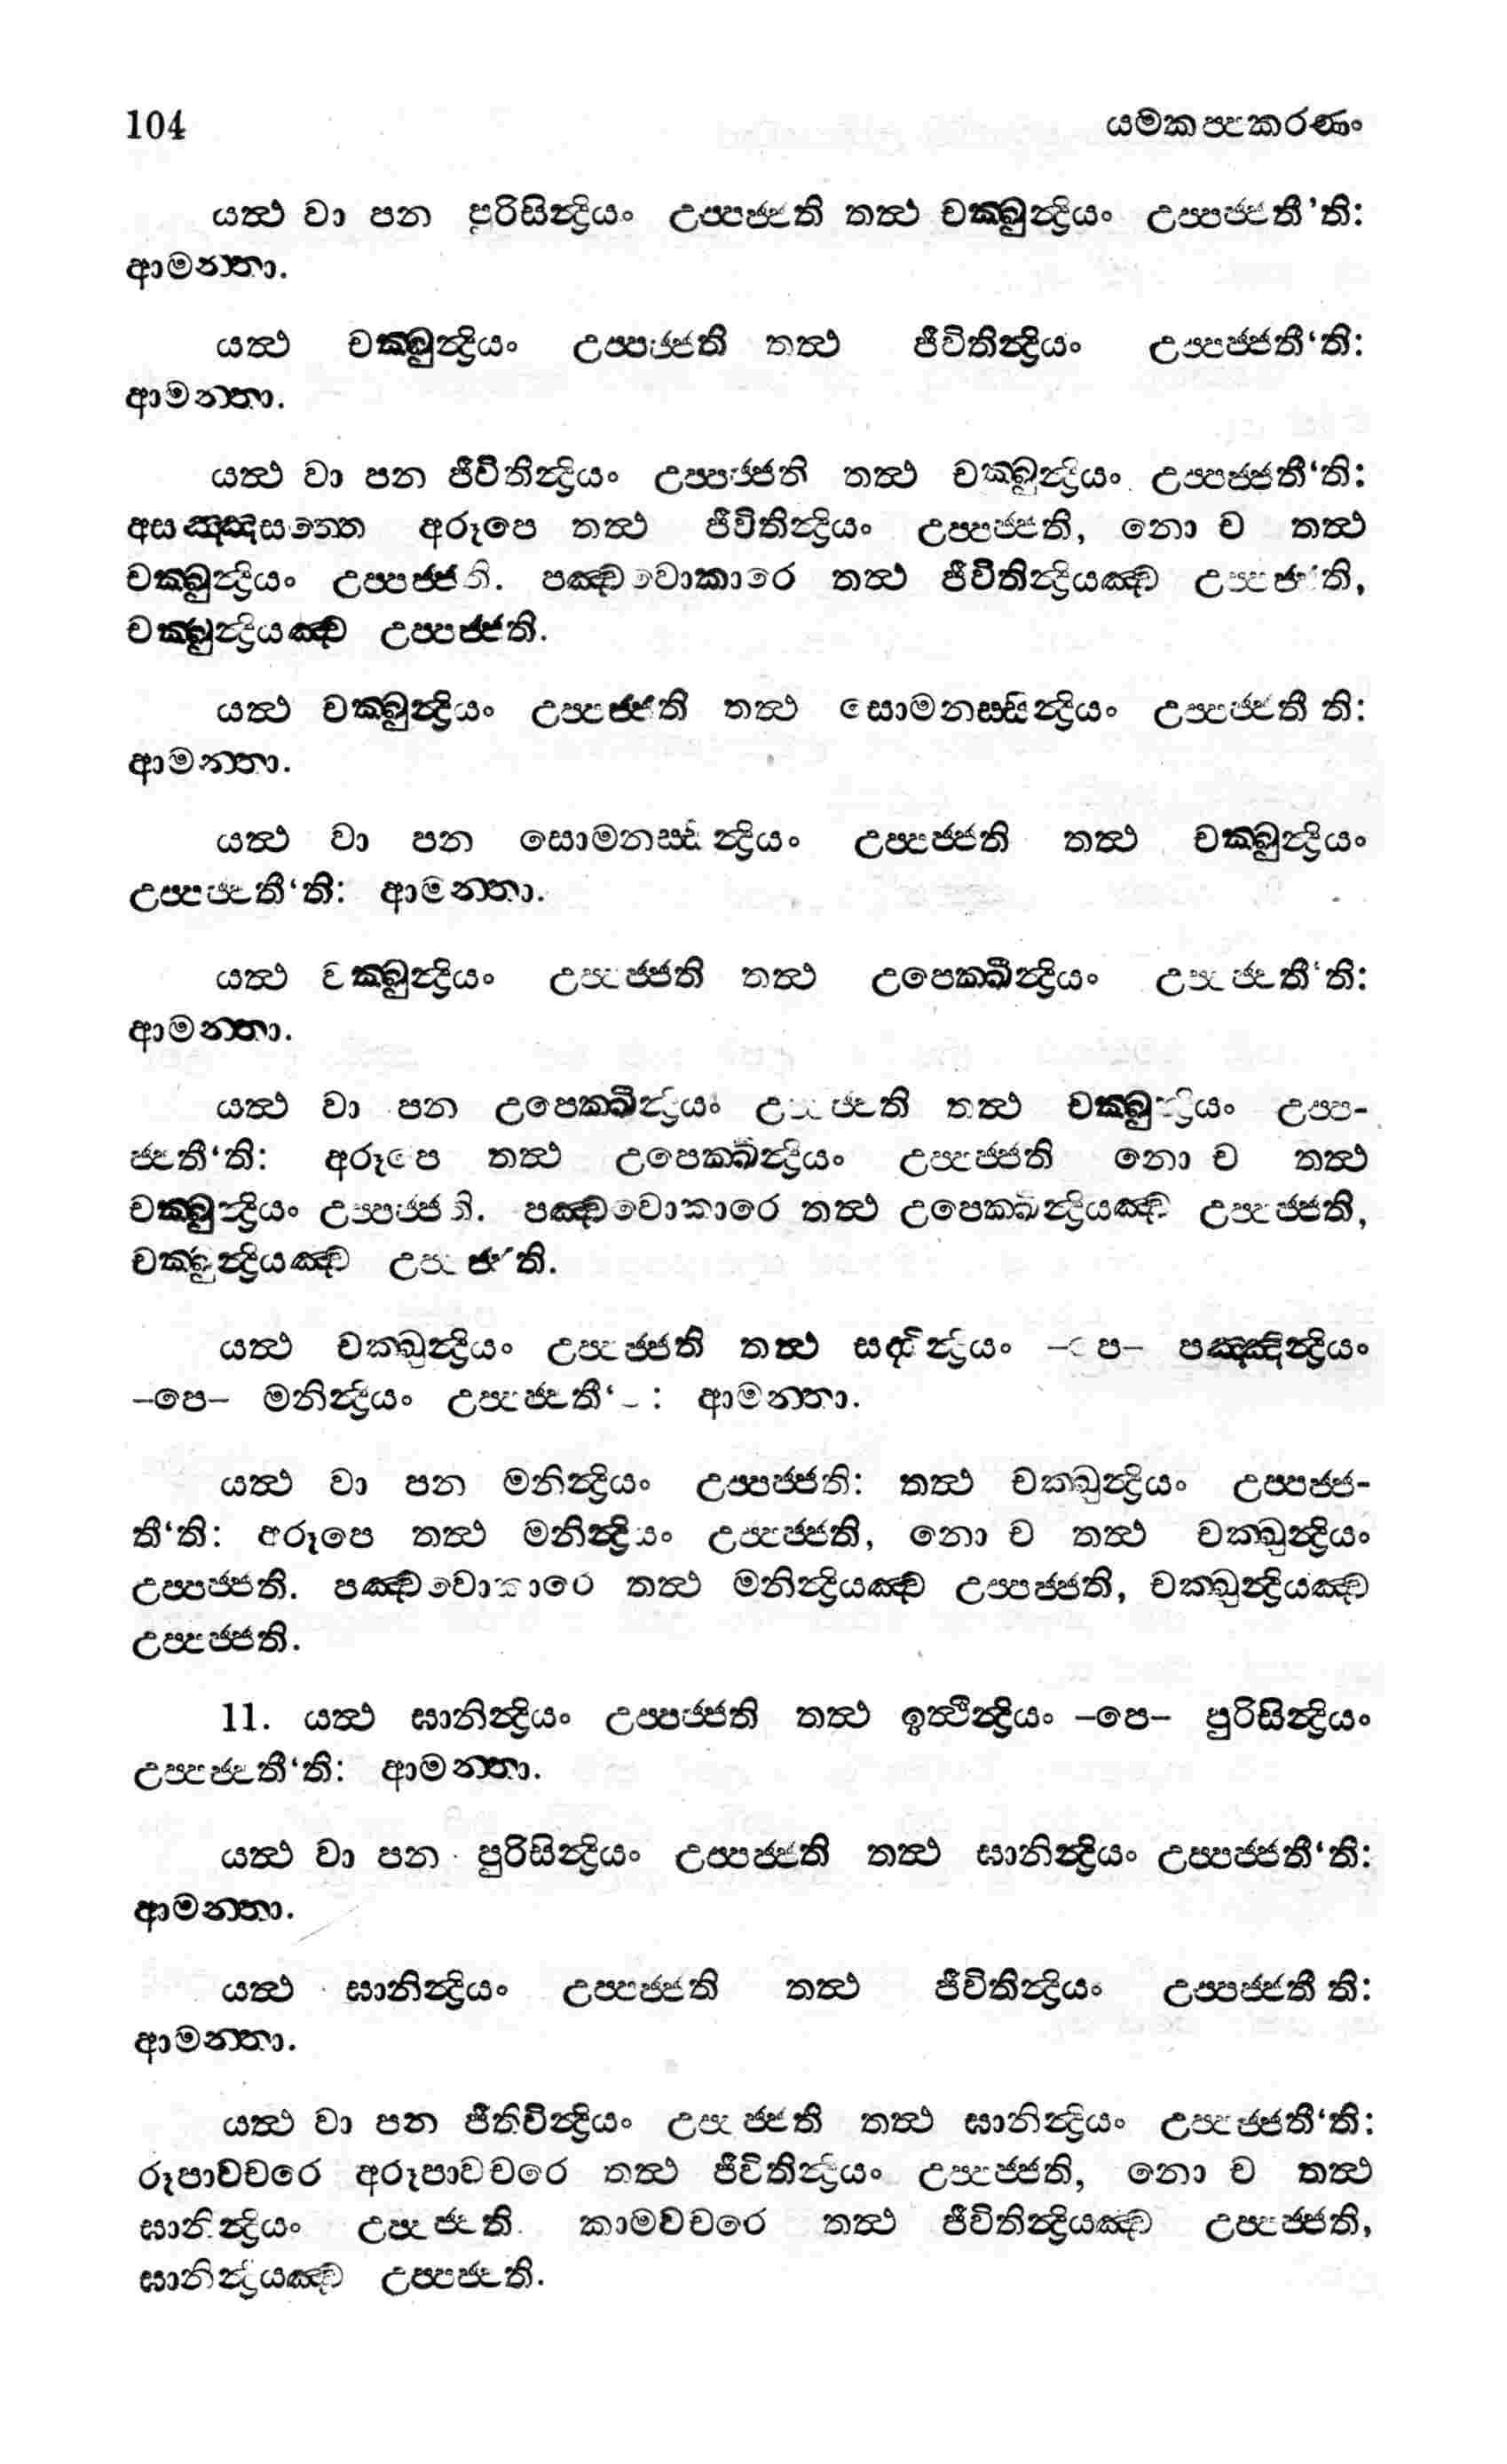 104 යමකප්පකරණං
යත්ථ වා පන පුරිසින්ද්‍රියං උප්පජ්ජති තත්ථ චක්ඛුන්ද්‍රියං උප්පජ්ජතී’ති:
ආමන්තා.
යත්ථ චක්ඛුන්ද්‍රියං උප්පජ්ජති තත්ථ ජීවිතින්ද්‍රියං උප්පජ්ජතී‘ති:
ආමන්තා.
යත්ථ වා පන ජීවිතින්ද්‍රියං උප්පජ්ජති තත්ථ චක්ඛුන්ද්‍රියං උප්පජ්ජතී‘ති:
අසඤ්ඤසත්තෙ අරූපෙ තත්ථ ජීවිතින්ද්‍රියං උප්පජ්ජති, නො ච තත්ථ
චක්ඛුන්ද්‍රියං උප්පජ්ජති. පඤ්චවොකාරෙ තත්ථ ජීවිතින්ද්‍රියඤ්ච උප්පජ්ජති,
චක්ඛුන්ද්‍රියඤ්ච උප්පජ්ජති.
යත්ථ චක්ඛුන්ද්‍රියං උප්පජ්ජති තත්ථ සොමනස්සින්ද්‍රියං උප්පජ්ජතී ති:
ආමන්තා.
යත්ථ වා පන සොමනස්සින්ද්‍රියං උප්පජ්ජති තත්ථ චක්ඛුන්ද්‍රියං
උප්පජ්ජතී‘ති: ආමන්තා.
යත්ථ චක්ඛුන්ද්‍රියං උප්පජ්ජති තත්ථ උපෙක්ඛින්ද්‍රියං උප්පජ්ජතී‘ති:
ආමන්තා.
යත්ථ වා පන උපෙක්ඛින්ද්‍රියං උප්පජ්ජති තත්ථ චක්ඛුන්ද්‍රියං උප්ප-
ජ්ජතී‘ති: අරූපෙ තත්ථ උපෙක්ඛින්ද්‍රියං උප්පජ්ජති නො ච තත්ථ
චක්ඛුන්ද්‍රියං උප්පජ්ජති. පඤ්චවොකාරෙ තත්ථ උපෙක්ඛින්ද්‍රියඤ්ච උප්පජ්ජති,
චක්ඛුන්ද්‍රියඤ්ච උප්පජ්ජති.
යත්ථ චක්ඛුන්ද්‍රියං උප්පජ්ජති තත්ථ සද්ධින්ද්‍රියං –පෙ– පඤ්ඤින්ද්‍රියං
–පෙ– මනින්ද්‍රියං උප්පජ්ජතී‘ : ආමන්තා.
යත්ථ වා පන මනින්ද්‍රියං උප්පජ්ජති: තත්ථ චක්ඛුන්ද්‍රියං උප්පජ්ජ-
තී‘ති: අරූපෙ තත්ථ මනින්ද්‍රියං උප්පජ්ජති, නො ච තත්ථ චක්ඛුන්ද්‍රියං
උප්පජ්ජති. පඤ්චවොකාරෙ තත්ථ මනින්ද්‍රියඤ්ච උප්පජ්ජති, චක්ඛුන්ද්‍රියඤ්ච
උප්පජ්ජති.
11. යත්ථ ඝානින්ද්‍රියං උප්පජ්ජති තත්ථ ඉත්ථින්ද්‍රියං –පෙ– පුරිසින්ද්‍රියං
උප්පජ්ජතී‘ති: ආමන්තා.
යත්ථ වා පන පුරිසින්ද්‍රියං උප්පජ්ජති තත්ථ ඝානින්ද්‍රියං උප්පජ්ජතී‘ති:
ආමන්තා.
යත්ථ ඝානින්ද්‍රියං උප්පජ්ජති තත්ථ ජීවිතින්ද්‍රියං උප්පජ්ජතී ති:
ආමන්තා.
යත්ථ වා පන ජීතිවින්ද්‍රියං උප්පජ්ජති තත්ථ ඝානින්ද්‍රියං උප්පජ්ජතී‘ති:
රූපාවචරෙ අරූපාවචරෙ තත්ථ ජීවිතින්ද්‍රියං උප්පජ්ජති, නො ච තත්ථ
ඝානින්ද්‍රියං උප්පජ්ජති. කාමවචරෙ තත්ථ ජීවිතින්ද්‍රියඤ්ච උප්පජ්ජති,
ඝානින්ද්‍රියඤ්ච උප්පජ්ජති.